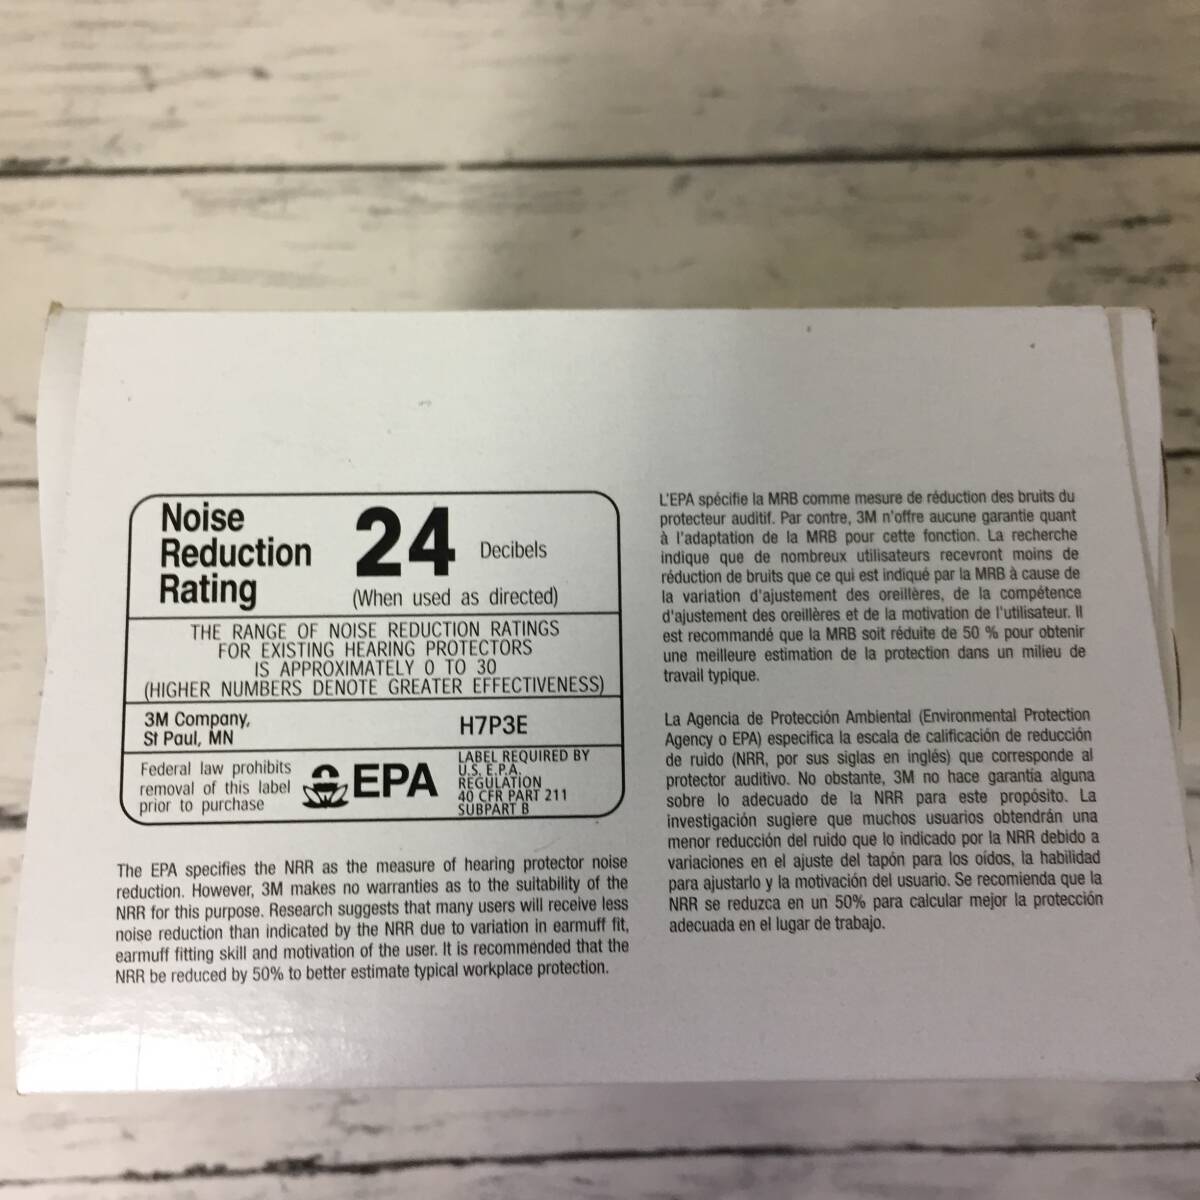 Noise
Reduction
Rating
24 Decibels
(When used as directed)
THE RANGE OF NOISE REDUCTION RATINGS
FOR EXISTING HEARING PROTECTORS
IS APPROXIMATELY 0 TO 30
(HIGHER NUMBERS DENOTE GREATER EFFECTIVENESS)
3M Company,
St Paul, MN
H7P3E
Federal law prohibits
removal of this label
prior to purchase
EPA
LABEL REQUIRED BY
U.S. E.P.A.
REGULATION
40 CFR PART 211
SUBPART B
The EPA specifies the NRR as the measure of hearing protector noise
reduction. However, 3M makes no warranties as to the suitability of the
NRR for this purpose. Research suggests that many users will receive less
noise reduction than indicated by the NRR due to variation in earmuff fit,
earmuff fitting skill and motivation of the user. It is recommended that the
NRR be reduced by 50% to better estimate typical workplace protection.
L'EPA spécifie la MRB comme mesure de réduction des bruits du
protecteur auditif. Par contre, 3M n'offre aucune garantie quant
à l'adaptation de la MRB pour cette fonction. La recherche
indique que de nombreux utilisateurs recevront moins de
réduction de bruits que ce qui est indiqué par la MRB à cause de
la variation d'ajustement des oreillères, de la compétence
d'ajustement des oreillères et de la motivation de l'utilisateur. Il
est recommandé que la MRB soit réduite de 50 % pour obtenir
une meilleure estimation de la protection dans un milieu de
travail typique.
La Agencia de Protección Ambiental (Environmental Protection
Agency o EPA) especifica la escala de calificación de reducción
de ruido (NRR, por sus siglas en inglés) que corresponde al
protector auditivo. No obstante, 3M no hace garantía alguna
sobre lo adecuado de la NRR para este propósito. La
investigación sugiere que muchos usuarios obtendrán una
menor reducción del ruido que lo indicado por la NRR debido a
variaciones en el ajuste del tapón para los oídos, la habilidad
para ajustarlo y la motivación del usuario. Se recomienda que la
NRR se reduzca en un 50% para calcular mejor la protección
adecuada en el lugar de trabajo.